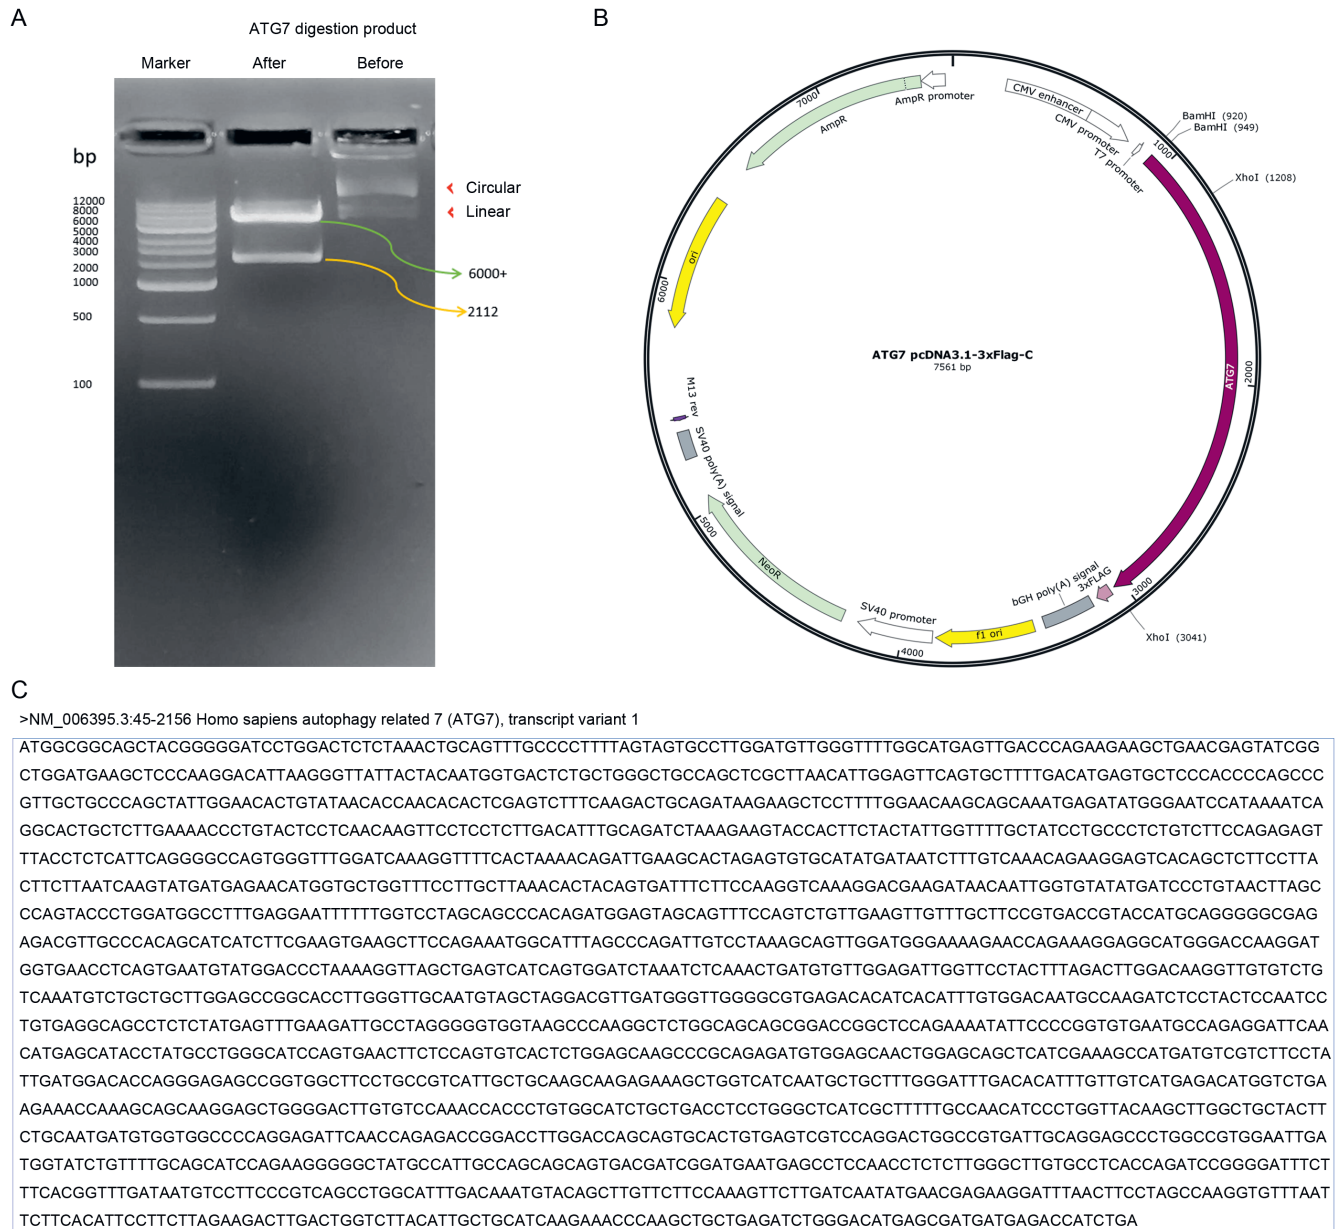 A
ATG7 digestion product
Marker
After
Before
bp
12000
8000
6000
5000
4000
3000
2000
1000
500
100
Circular
Linear
6000+
2112
B
AmpR promoter
CMV enhancer
CMV promoter
T7 promoter
BamHI (920)
BamHI (949)
1000
XhoI (1208)
ATG7
2000
3000
XhoI (3041)
3xFLAG
bGH poly(A) signal
f1 ori
SV40 promoter
4000
NeoR
5000
SV40 poly(A) signal
M13 rev
6000
ori
AmpR
7000
ATG7 pcDNA3.1-3xFlag-C
7561 bp
C
>NM_006395.3:45-2156 Homo sapiens autophagy related 7 (ATG7), transcript variant 1
ATGGCGGCAGCTACGGGGGATCCTGGACTCTCTAAACTGCAGTTTGCCCCTTTTAGTAGTGCCTTGGATGTTGGGTTTTGGCATGAGTTGACCCAGAAGAAGCTGAACGAGTATCGG
CTGGATGAAGCTCCCAAGGACATTAAGGGTTATTACTACAATGGTGACTCTGCTGGGCTGCCAGCTCGCTTAACATTGGAGTTCAGTGCTTTTGACATGAGTGCTCCCACCCCAGCCC
GTTGCTGCCCAGCTATTGGAACACTGTATAACACCAACACACTCGAGTCTTTCAAGACTGCAGATAAGAAGCTCCTTTTGGAACAAGCAGCAAATGAGATATGGGAATCCATAAAATCA
GGCACTGCTCTTGAAAACCCTGTACTCCTCAACAAGTTCCTCCTCTTGACATTTGCAGATCTAAAGAAGTACCACTTCTACTATTGGTTTTGCTATCCTGCCCTCTGTCTTCCAGAGAGT
TTACCTCTCATTCAGGGGCCAGTGGGTTTGGATCAAAGGTTTTCACTAAAACAGATTGAAGCACTAGAGTGTGCATATGATAATCTTTGTCAAACAGAAGGAGTCACAGCTCTTCCTTA
CTTCTTAATCAAGTATGATGAGAACATGGTGCTGGTTTCCTTGCTTAAACACTACAGTGATTTCTTCCAAGGTCAAAGGACGAAGATAACAATTGGTGTATATGATCCCTGTAACTTAGC
CCAGTACCCTGGATGGCCTTTGAGGAATTTTTTGGTCCTAGCAGCCCACAGATGGAGTAGCAGTTTCCAGTCTGTTGAAGTTGTTTGCTTCCGTGACCGTACCATGCAGGGGGCGAG
AGACGTTGCCCACAGCATCATCTTCGAAGTGAAGCTTCCAGAAATGGCATTTAGCCCAGATTGTCCTAAAGCAGTTGGATGGGAAAAGAACCAGAAAGGAGGCATGGGACCAAGGAT
GGTGAACCTCAGTGAATGTATGGACCCTAAAAGGTTAGCTGAGTCATCAGTGGATCTAAATCTCAAACTGATGTGTTGGAGATTGGTTCCTACTTTAGACTTGGACAAGGTTGTGTCTG
TCAAATGTCTGCTGCTTGGAGCCGGCACCTTGGGTTGCAATGTAGCTAGGACGTTGATGGGTTGGGGCGTGAGACACATCACATTTGTGGACAATGCCAAGATCTCCTACTCCAATCC
TGTGAGGCAGCCTCTCTATGAGTTTGAAGATTGCCTAGGGGGTGGTAAGCCCAAGGCTCTGGCAGCAGCGGACCGGCTCCAGAAAATATTCCCCGGTGTGAATGCCAGAGGATTCAA
CATGAGCATACCTATGCCTGGGCATCCAGTGAACTTCTCCAGTGTCACTCTGGAGCAAGCCCGCAGAGATGTGGAGCAACTGGAGCAGCTCATCGAAAGCCATGATGTCGTCTTCCTA
TTGATGGACACCAGGGAGAGCCGGTGGCTTCCTGCCGTCATTGCTGCAAGCAAGAGAAAGCTGGTCATCAATGCTGCTTTGGGATTTGACACATTTGTTGTCATGAGACATGGTCTGA
AGAAACCAAAGCAGCAAGGAGCTGGGGACTTGTGTCCAAACCACCCTGTGGCATCTGCTGACCTCCTGGGCTCATCGCTTTTTGCCAACATCCCTGGTTACAAGCTTGGCTGCTACTT
CTGCAATGATGTGGTGGCCCCAGGAGATTCAACCAGAGACCGGACCTTGGACCAGCAGTGCACTGTGAGTCGTCCAGGACTGGCCGTGATTGCAGGAGCCCTGGCCGTGGAATTGA
TGGTATCTGTTTTGCAGCATCCAGAAGGGGGCTATGCCATTGCCAGCAGCAGTGACGATCGGATGAATGAGCCTCCAACCTCTCTTGGGCTTGTGCCTCACCAGATCCGGGGATTTCT
TTCACGGTTTGATAATGTCCTTCCCGTCAGCCTGGCATTTGACAAATGTACAGCTTGTTCTTCCAAAGTTCTTGATCAATATGAACGAGAAGGATTTAACTTCCTAGCCAAGGTGTTTAAT
TCTTCACATTCCTTCTTAGAAGACTTGACTGGTCTTACATTGCTGCATCAAGAAACCCAAGCTGCTGAGATCTGGGACATGAGCGATGATGAGACCATCTGA